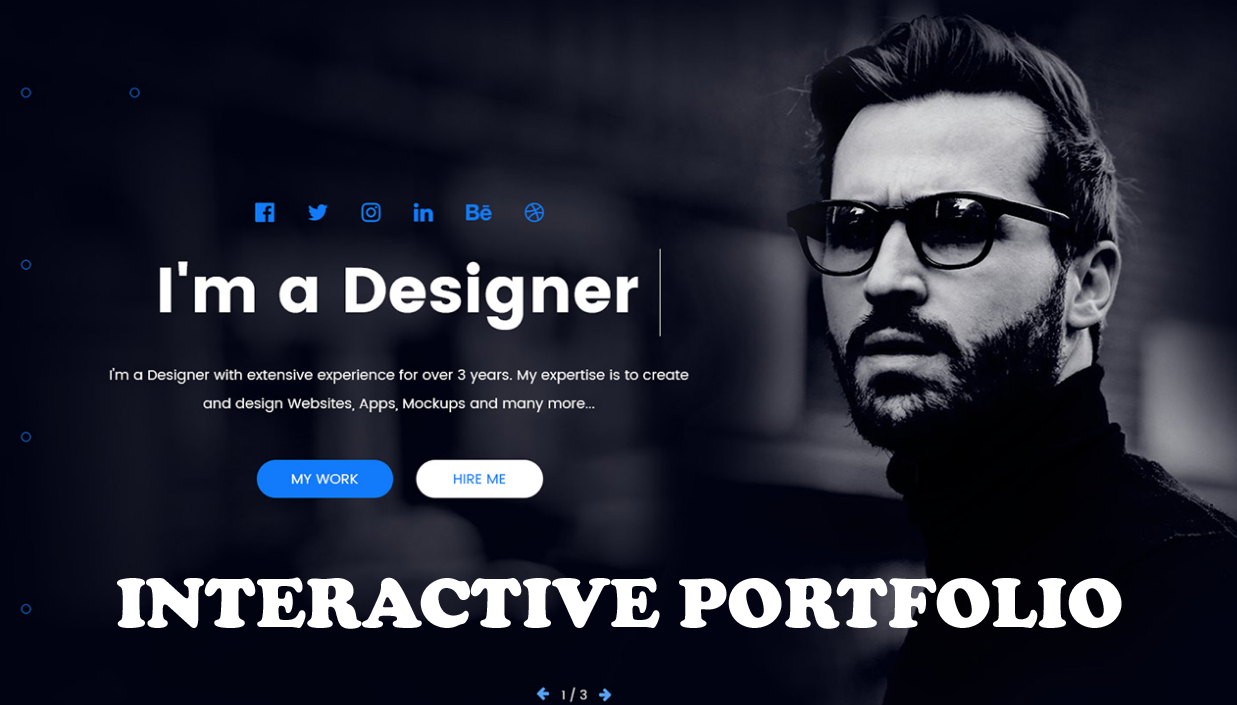 Bē
I'm a Designer
I'm a Designer with extensive experience for over 3 years. My expertise is to create
and design Websites, Apps, Mockups and many more...
MY WORK HIRE ME
INTERACTIVE PORTFOLIO
1 / 3